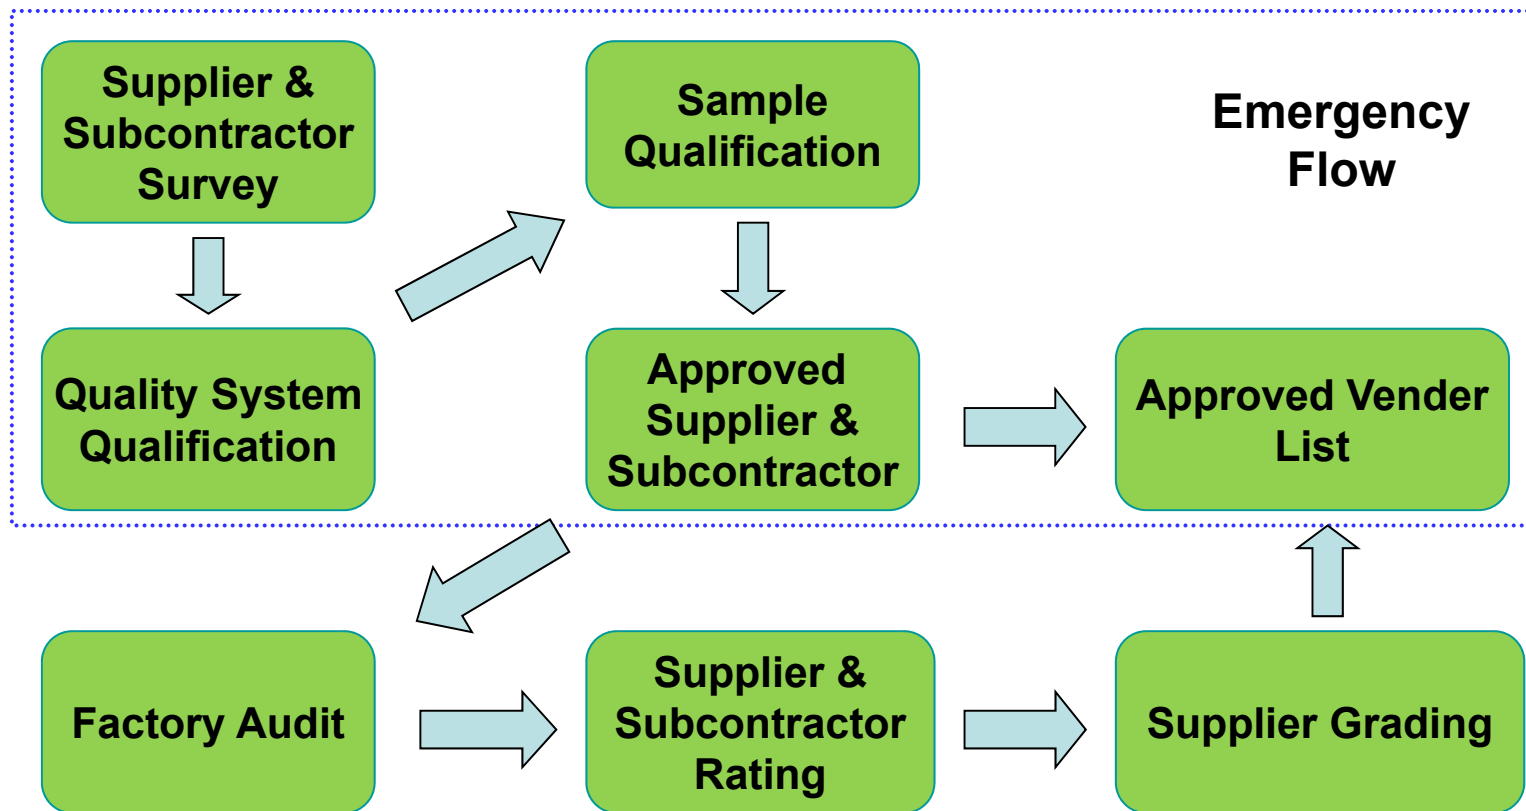 Supplier &
Subcontractor
Survey
Sample
Qualification
Emergency
Flow
Quality System
Qualification
Approved
Supplier &
Subcontractor
Approved Vender
List
Factory Audit
Supplier &
Subcontractor
Rating
Supplier Grading